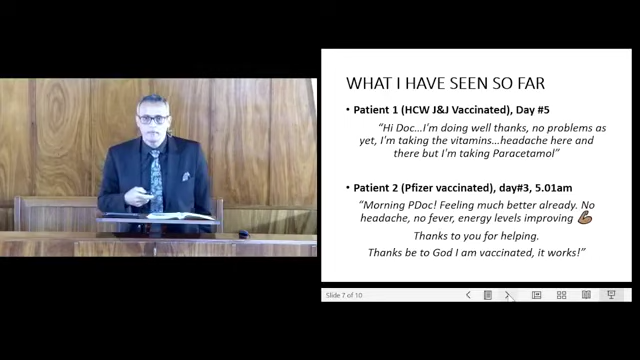 WHAT I HAVE SEEN SO FAR
• Patient 1 (HCW J&J Vaccinated), Day #5
"Hi Doc...I'm doing well thanks, no problems as
yet, I'm taking the vitamins...headache here and
there but I'm taking Paracetamol"
• Patient 2 (Pfizer vaccinated), day#3, 5.01am
"Morning PDoc! Feeling much better already. No
headache, no fever, energy levels improving 💪🏽
Thanks to you for helping.
Thanks be to God I am vaccinated, it works!"
Slide 7 of 10